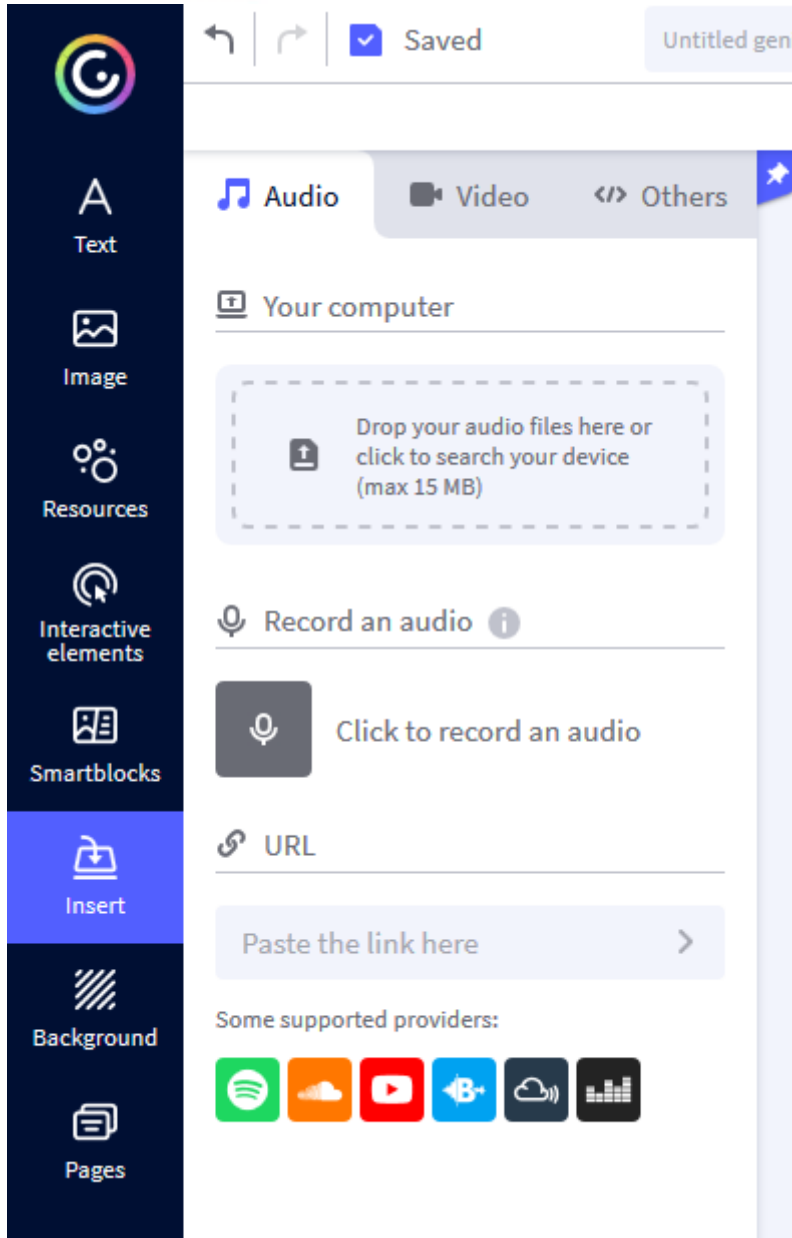 Saved
Untitled gen
Text
Image
Resources
Interactive
elements
Smartblocks
Insert
Background
Pages
Audio
Video
Others
Your computer
Drop your audio files here or
click to search your device
(max 15 MB)
Record an audio
Click to record an audio
URL
Paste the link here
Some supported providers: